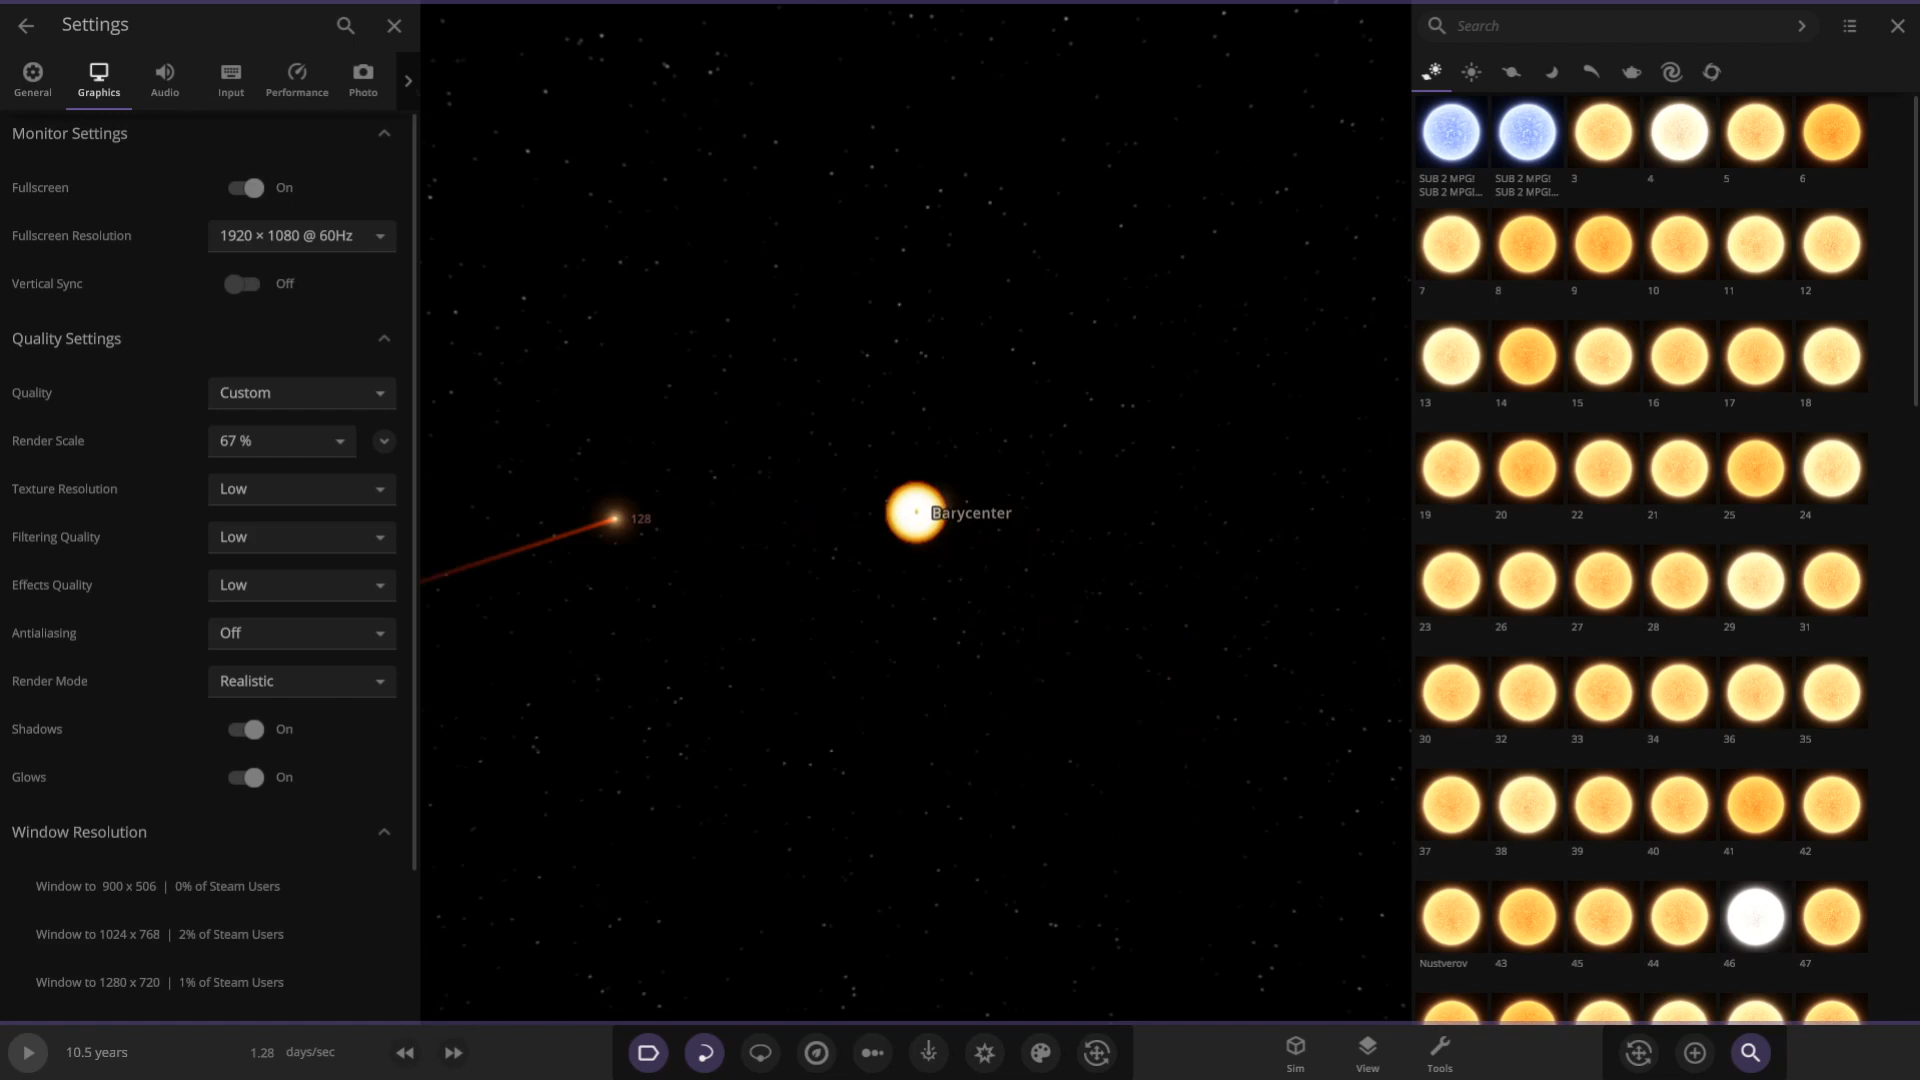 Settings
General
Graphics
Audio
Input
Performance
Photo
Monitor Settings
Fullscreen
On
Fullscreen Resolution
1920 × 1080 @ 60Hz
Vertical Sync
Off
Quality Settings
Quality
Custom
Render Scale
67 %
Texture Resolution
Low
Filtering Quality
Low
Effects Quality
Low
Antialiasing
Off
Render Mode
Realistic
Shadows
On
Glows
On
Window Resolution
Window to 900 x 506 | 0% of Steam Users
Window to 1024 x 768 | 2% of Steam Users
Window to 1280 x 720 | 1% of Steam Users
128
Barycenter
Search
SUB 2 MPG! SUB 2 MPG! 3 4 5 6
SUB 2 MPG!... SUB 2 MPG!...
7 8 9 10 11 12
13 14 15 16 17 18
19 20 22 21 25 24
23 26 27 28 29 31
30 32 33 34 36 35
37 38 39 40 41 42
Nustverov 43 45 44 46 47
10.5 years
1.28 days/sec
Sim
View
Tools